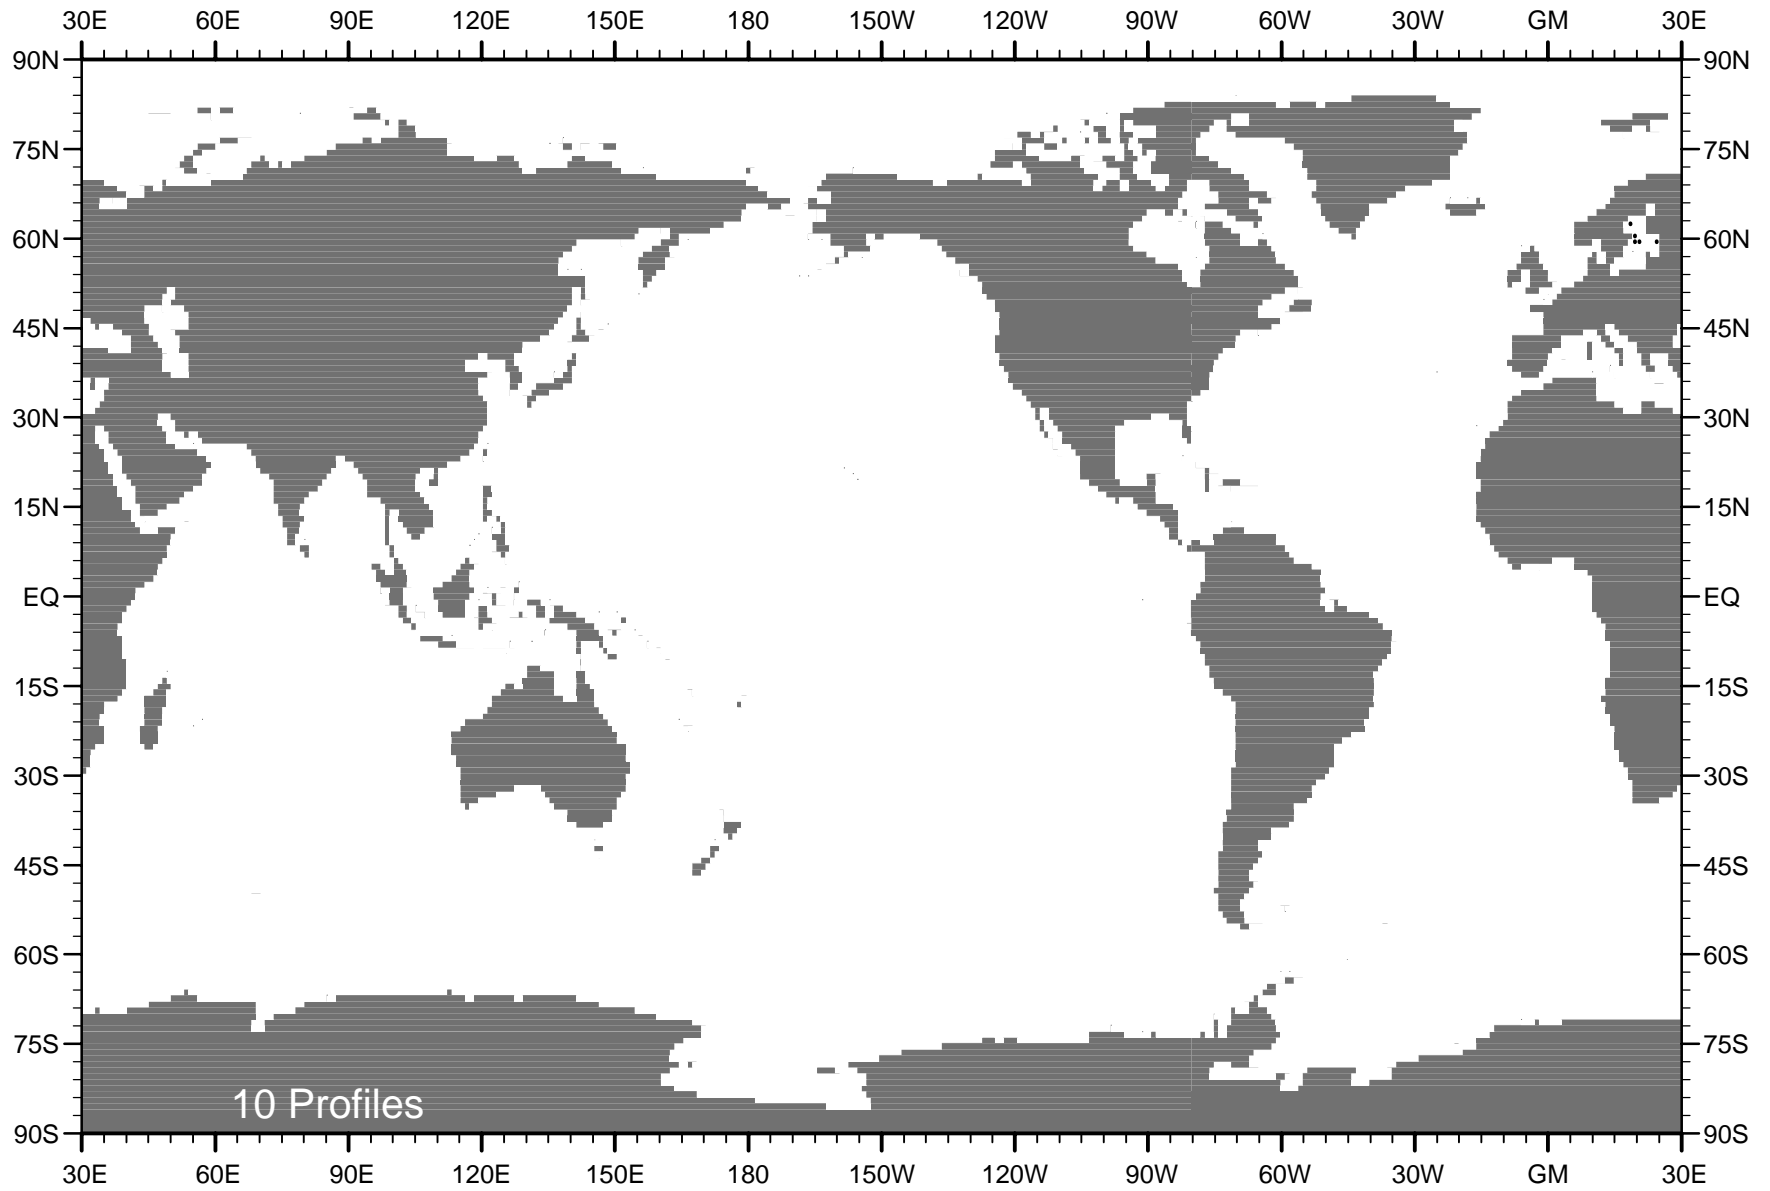 30E 60E 90E 120E 150E 180 150W 120W 90W 60W 30W GM 30E
90N 90N
75N 75N
60N 60N
45N 45N
30N 30N
15N 15N
EQ EQ
15S 15S
30S 30S
45S 45S
60S 60S
75S 75S
10 Profiles
90S 90S
30E 60E 90E 120E 150E 180 150W 120W 90W 60W 30W GM 30E